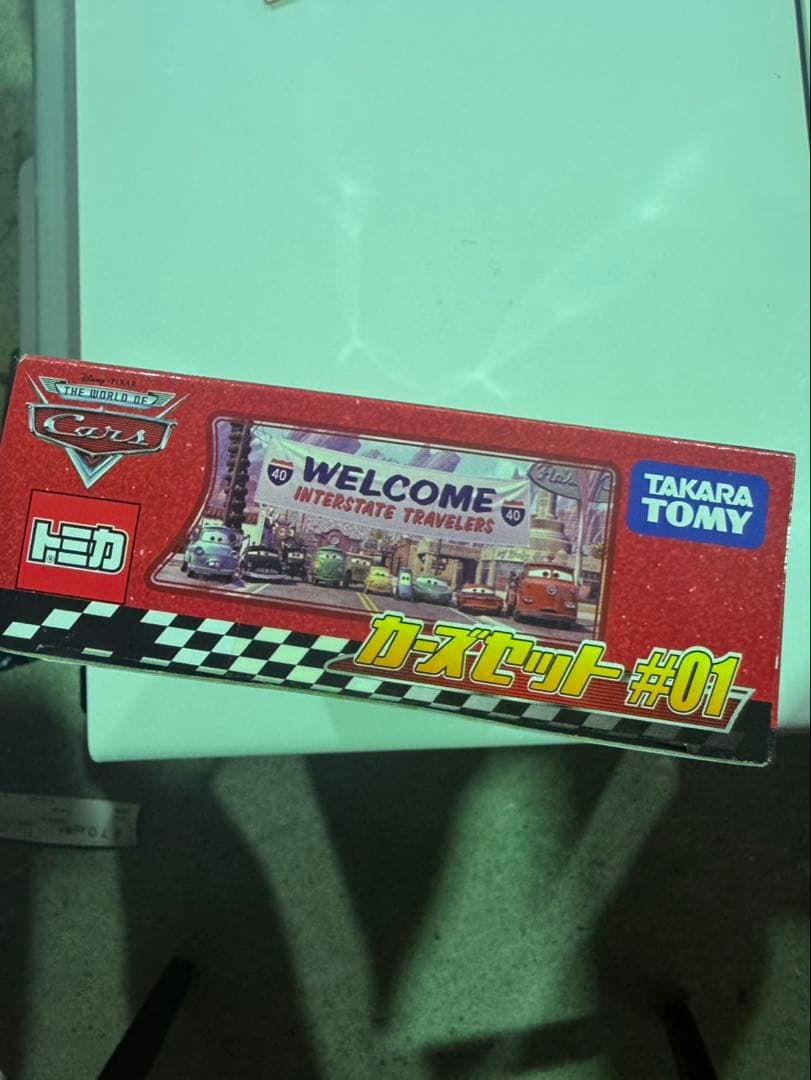 Disney · PIXAR
THE WORLD OF
Cars
トミカ
40 WELCOME 40
INTERSTATE TRAVELERS
TAKARA
TOMY
カーズセット #01